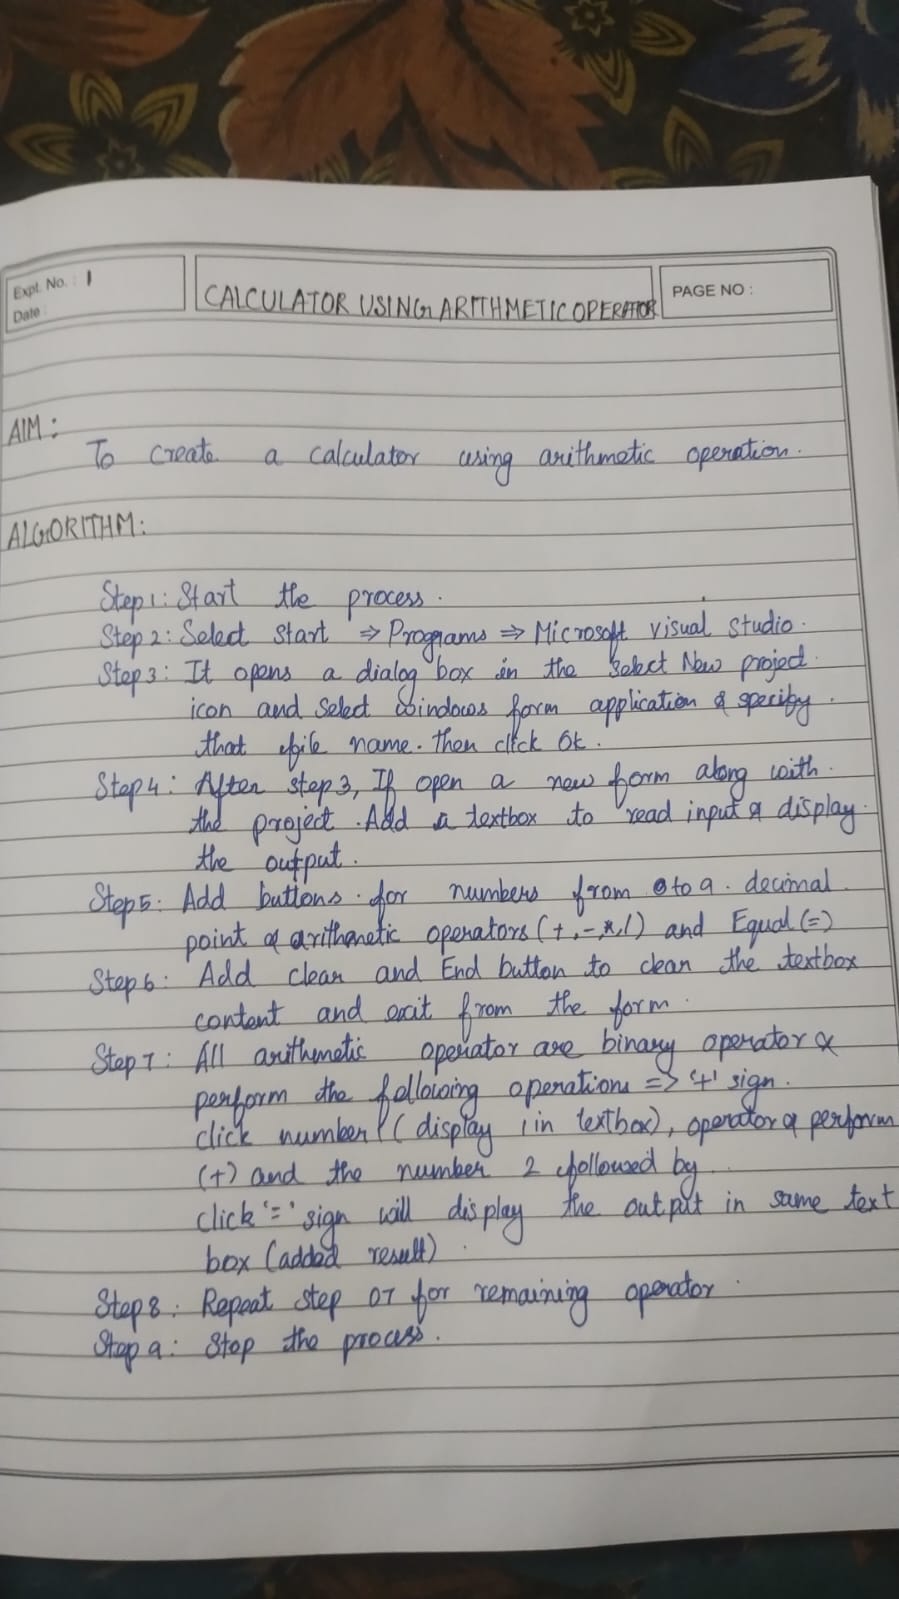 Expt. No. : 1
Date :
CALCULATOR USING ARITHMETIC OPERATOR
PAGE NO :
AIM :
To create a calculator using arithmetic operation.
ALGORITHM:
Step 1: Start the process.
Step 2: Select start ⇒ Programs ⇒ Microsoft visual studio.
Step 3: It opens a dialog box in the select New project
icon and select windows form application & specify
that file name. Then click Ok.
Step 4: After step 3, It open a new form along with
the project. Add a textbox to read input & display
the output.
Step 5: Add buttons for numbers from 0 to 9. decimal
point & arithmetic operators (+,-,*,/) and Equal (=)
Step 6: Add clear and End button to clean the textbox
content and exit from the form.
Step 7: All arithmetic operator are binary operator &
perform the following operation => '+' sign.
click number 1 (display 1 in textbox), operator & perform
(+) and the number 2 followed by
click '=' sign will display the output in same text
box (added result).
Step 8: Repeat step 07 for remaining operator.
Step 9: Stop the process.